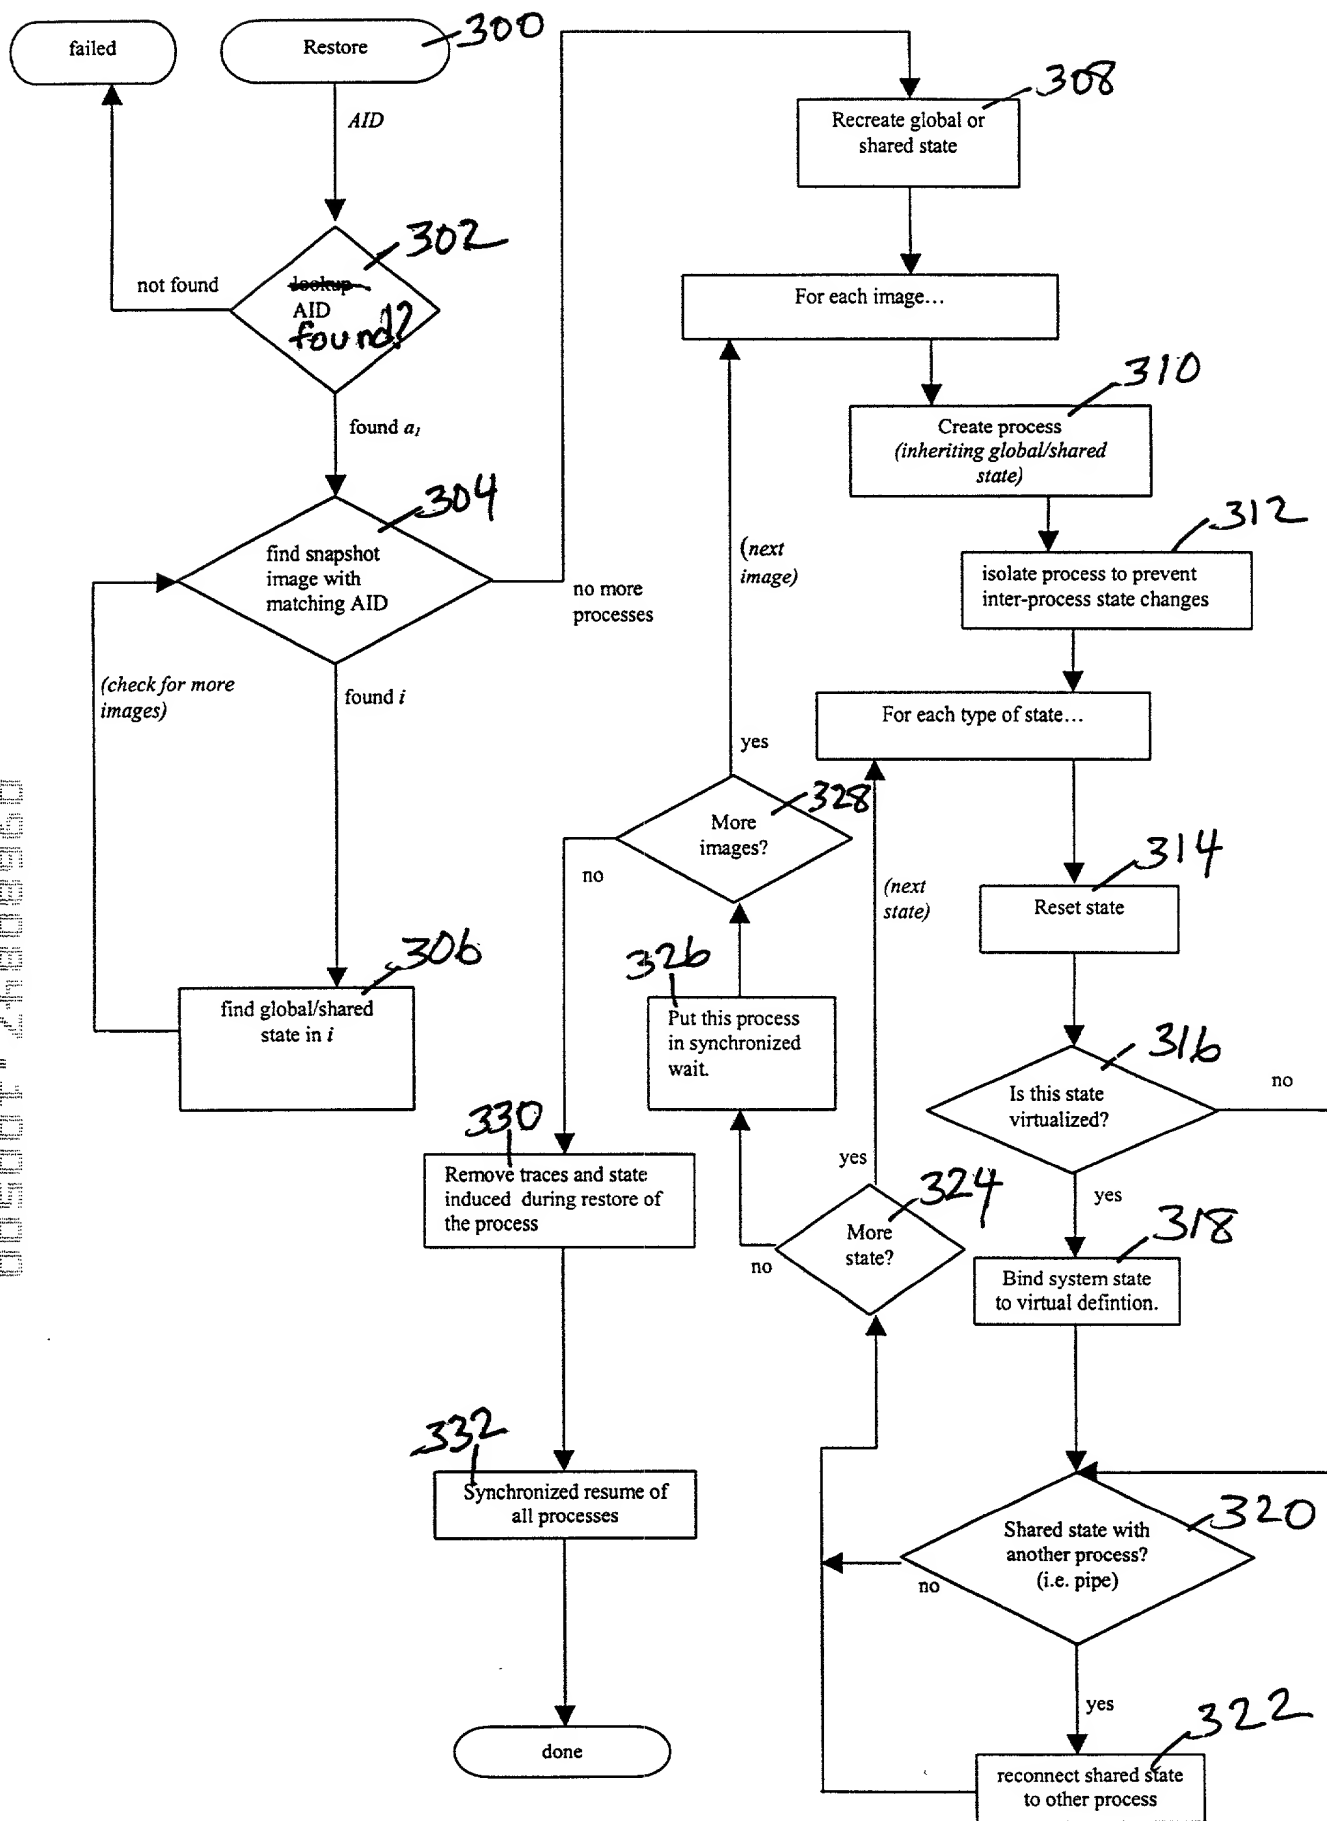 failed
Restore
300
AID
302
lookup
AID
found?
not found
found a₁
304
find snapshot
image with
matching AID
no more
processes
(check for more
images)
found i
306
find global/shared
state in i
308
Recreate global or
shared state
For each image...
310
Create process
(inheriting global/shared
state)
312
isolate process to prevent
inter-process state changes
(next
image)
For each type of state...
yes
328
More
images?
no
(next
state)
314
Reset state
326
Put this process
in synchronized
wait.
316
Is this state
virtualized?
no
yes
330
Remove traces and state
induced during restore of
the process
yes
324
More
state?
no
318
Bind system state
to virtual defintion.
332
Synchronized resume of
all processes
320
Shared state with
another process?
(i.e. pipe)
no
yes
322
reconnect shared state
to other process
done